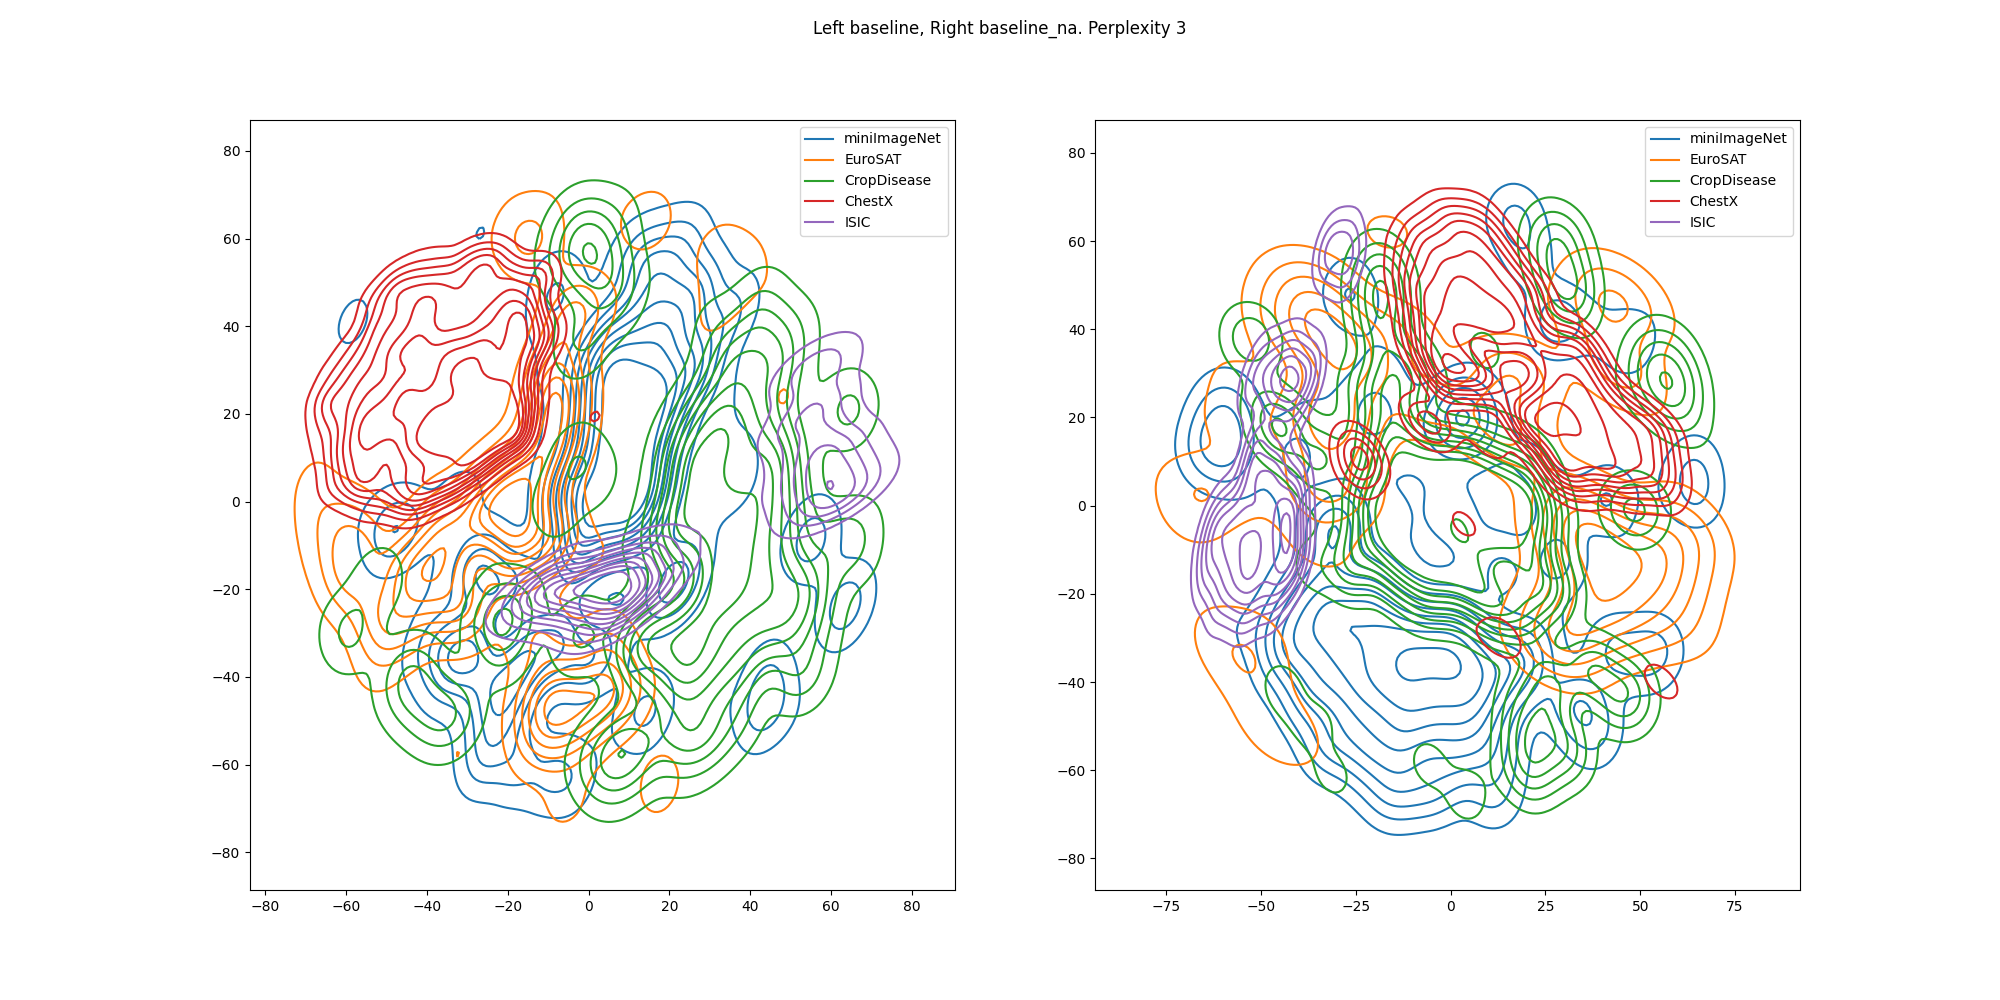 Left baseline, Right baseline_na. Perplexity 3
miniImageNet
EuroSAT
CropDisease
ChestX
ISIC
80
60
40
20
0
−20
−40
−60
−80
−80 −60 −40 −20 0 20 40 60 80
miniImageNet
EuroSAT
CropDisease
ChestX
ISIC
80
60
40
20
0
−20
−40
−60
−80
−75 −50 −25 0 25 50 75